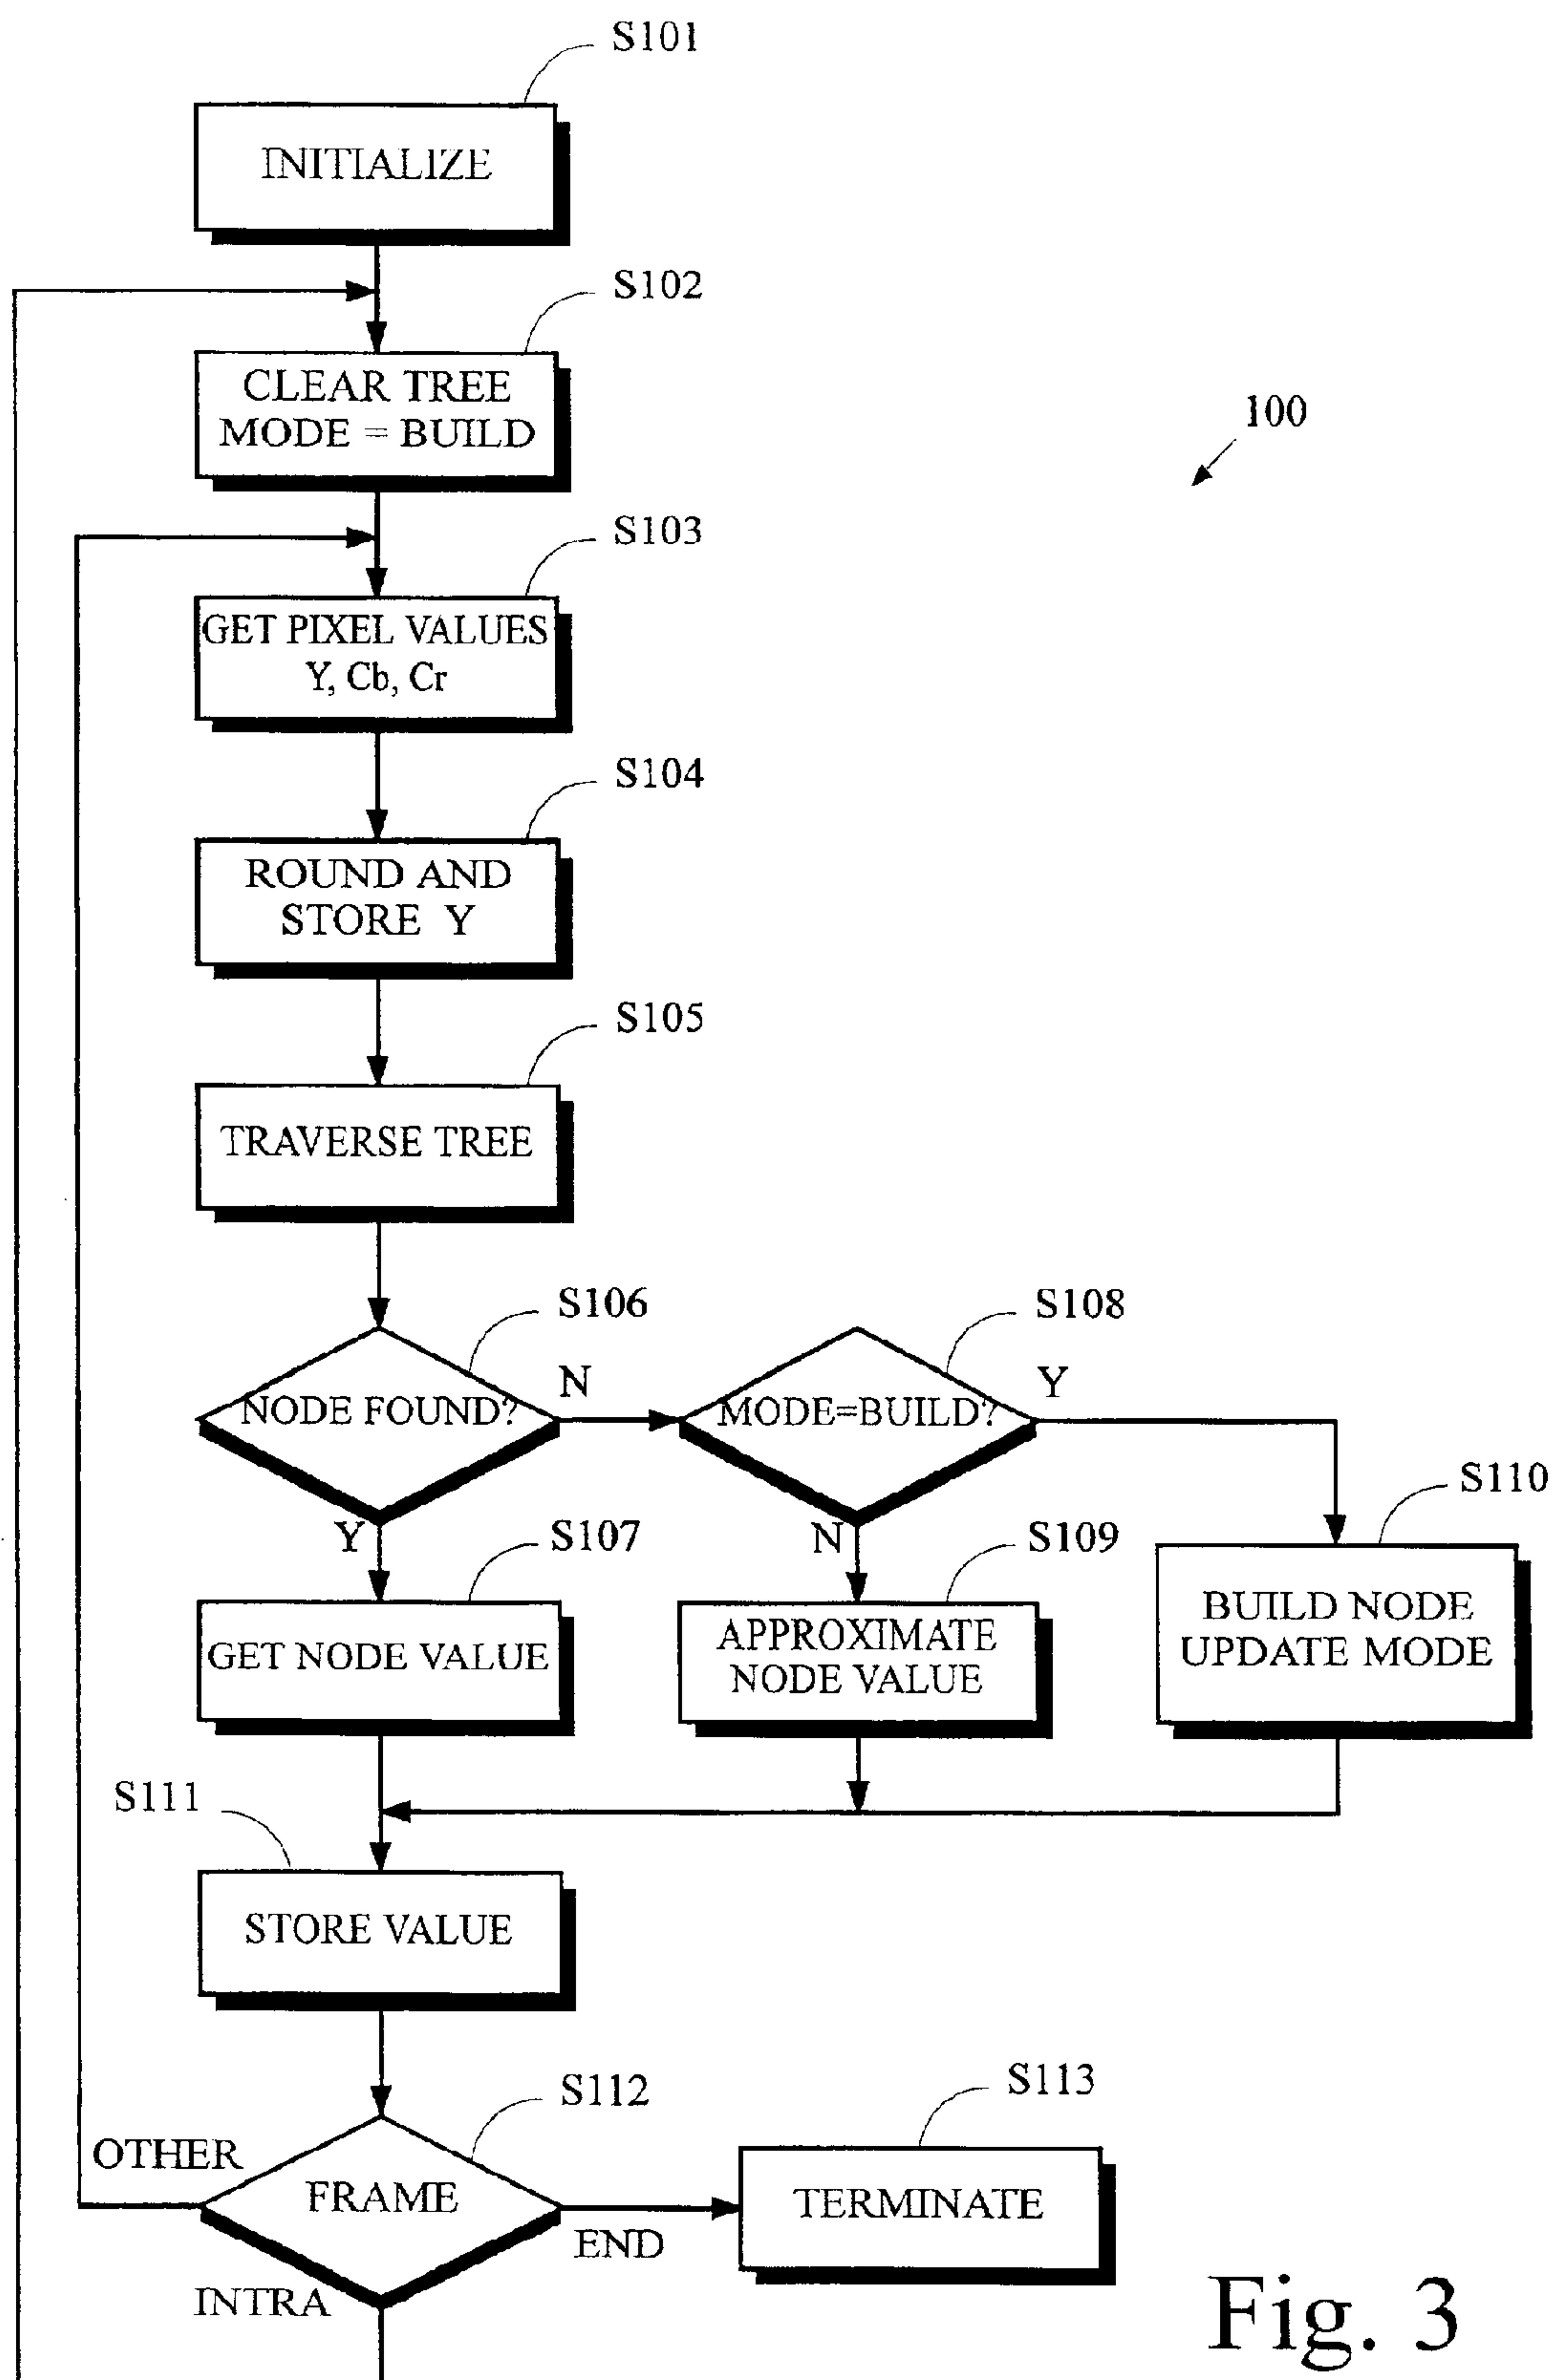 S101
INITIALIZE
S102
CLEAR TREE
MODE = BUILD
100
S103
GET PIXEL VALUES
Y, Cb, Cr
S104
ROUND AND
STORE Y
S105
TRAVERSE TREE
S106
NODE FOUND?
N
S108
MODE=BUILD?
Y
S110
BUILD NODE
UPDATE MODE
Y
S107
GET NODE VALUE
N
S109
APPROXIMATE
NODE VALUE
S111
STORE VALUE
S112
FRAME
OTHER
END
INTRA
S113
TERMINATE
Fig. 3